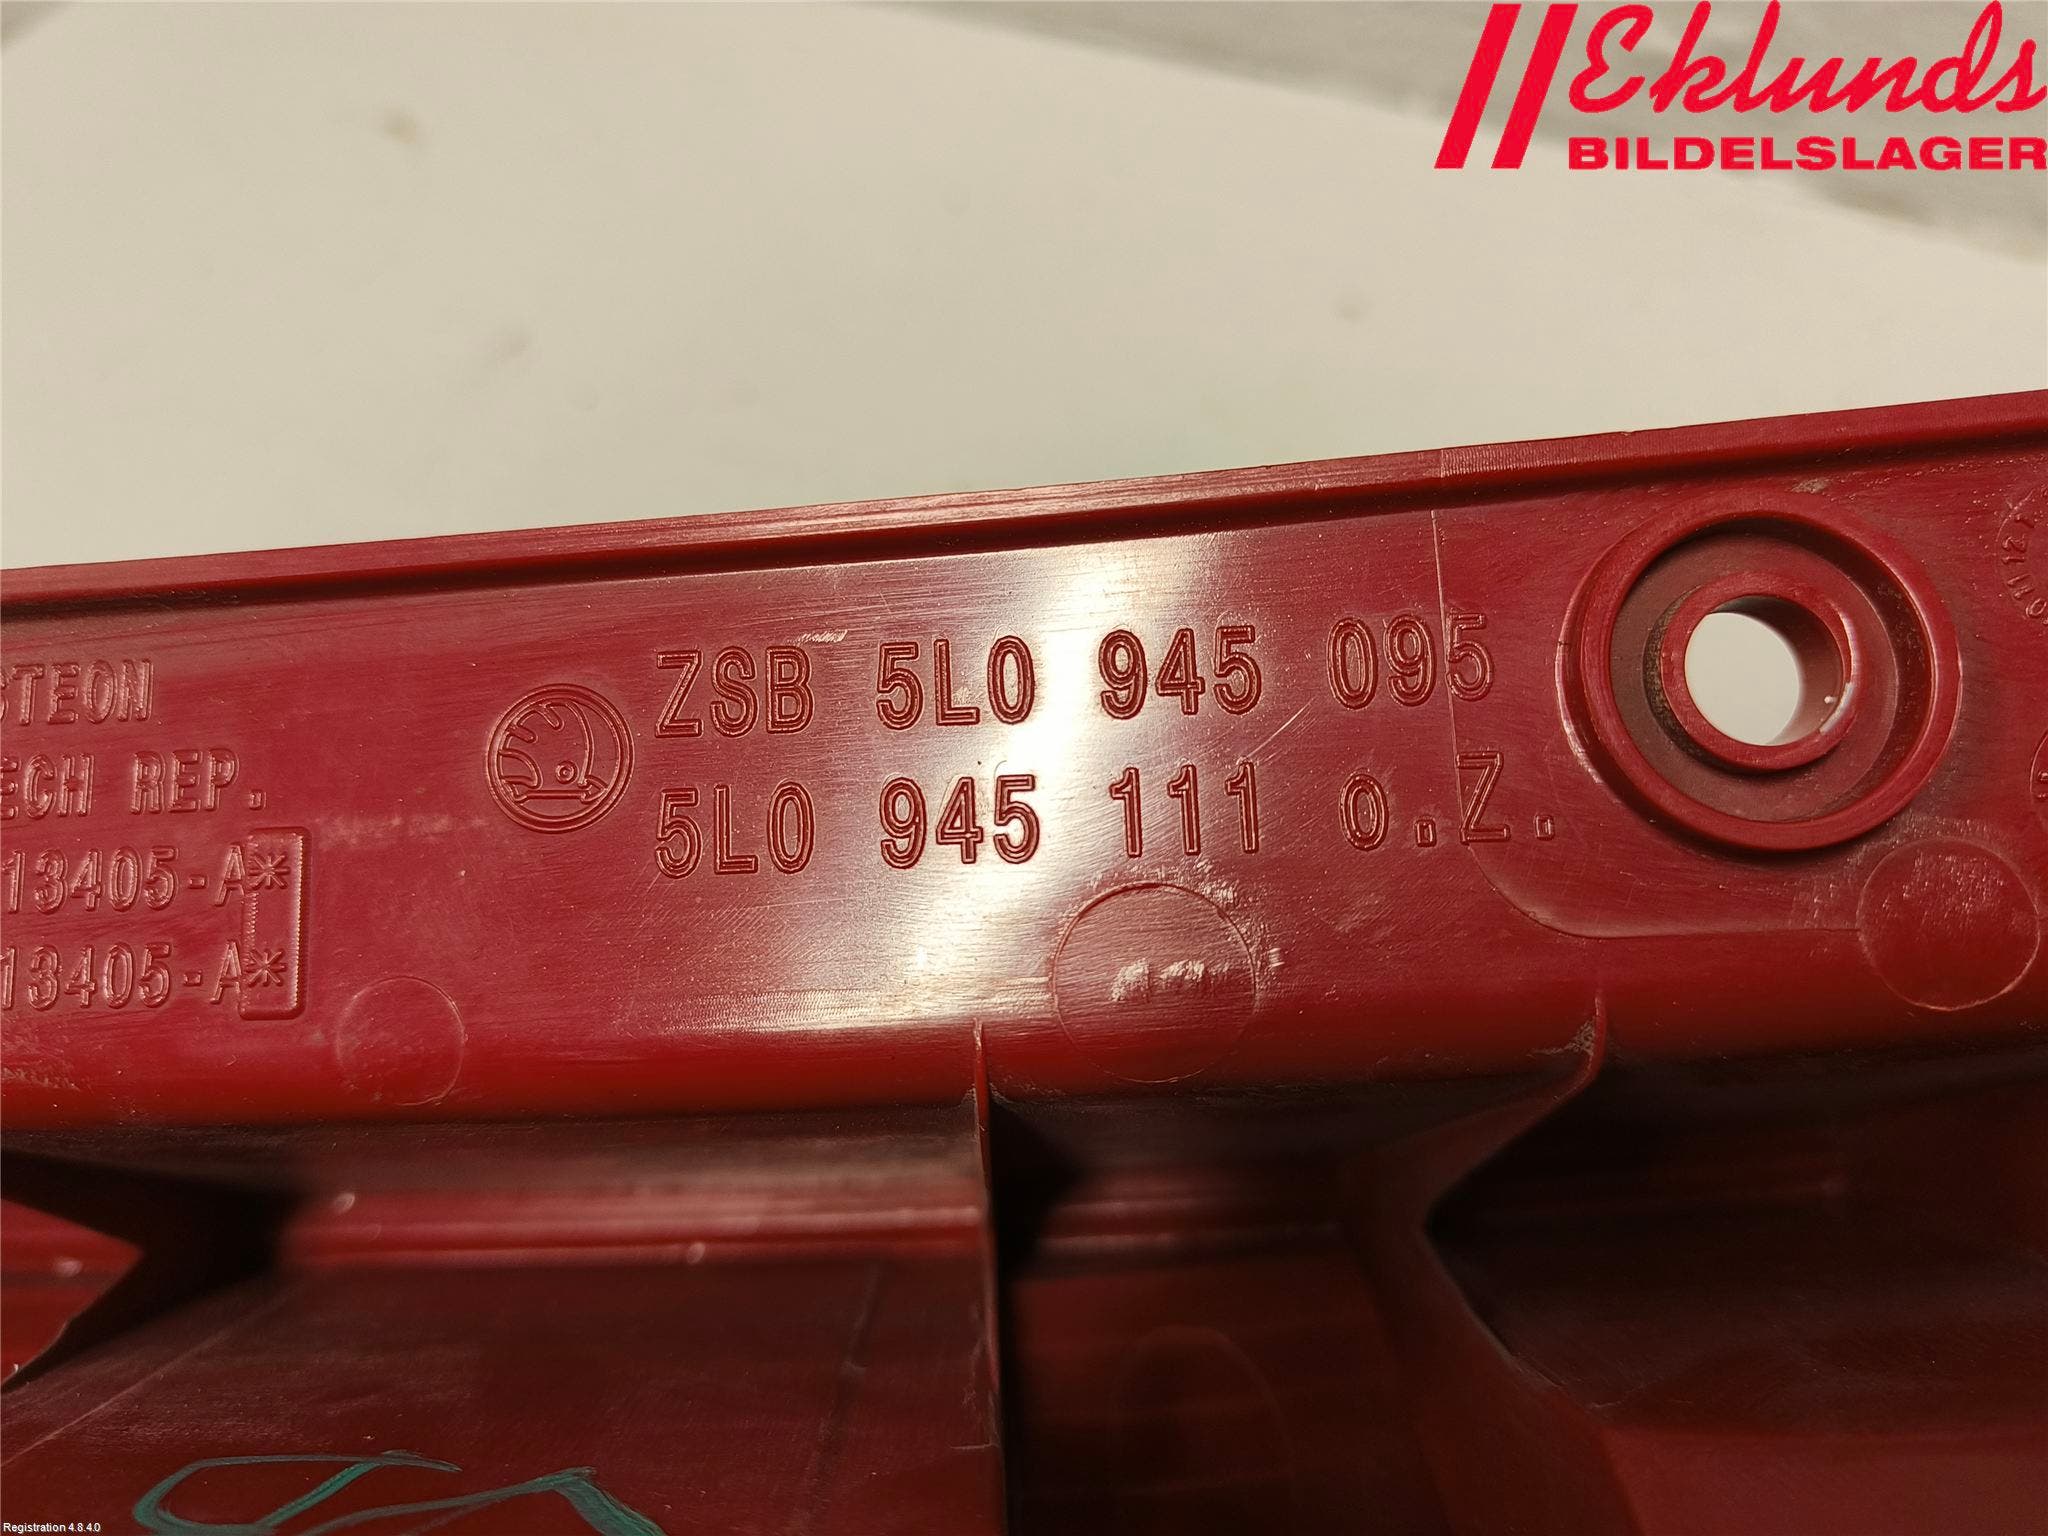 Eklunds
BILDELSLAGER
ZSB 5L0 945 095
5L0 945 111 o.Z.
STEON
ECH REP.
13405-A*
13405-A*
Registration 4.8.4.0